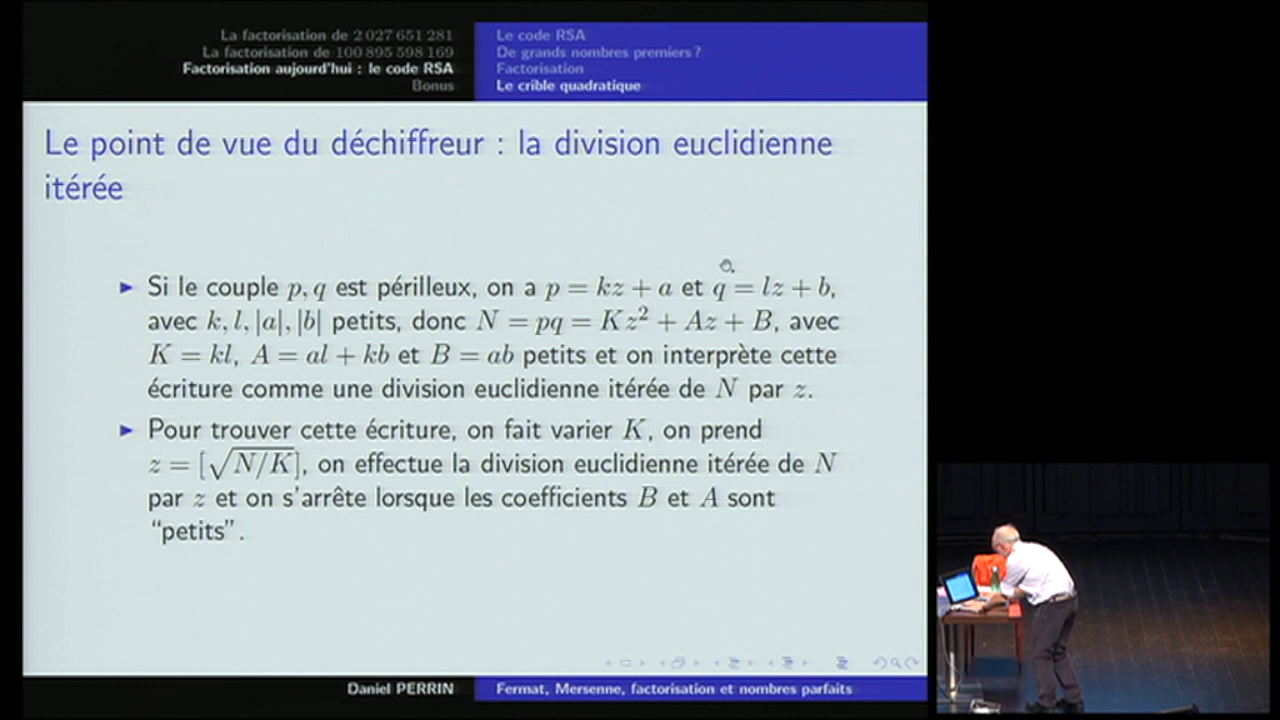 La factorisation de 2 027 651 281
La factorisation de 100 895 598 169
Factorisation aujourd'hui : le code RSA
Bonus
Le code RSA
De grands nombres premiers ?
Factorisation
Le crible quadratique
Le point de vue du déchiffreur : la division euclidienne
itérée
Si le couple p, q est périlleux, on a p = kz + a et q = lz + b,
avec k, l, |a|, |b| petits, donc N = pq = Kz² + Az + B, avec
K = kl, A = al + kb et B = ab petits et on interprète cette
écriture comme une division euclidienne itérée de N par z.
Pour trouver cette écriture, on fait varier K, on prend
z = [√N/K], on effectue la division euclidienne itérée de N
par z et on s'arrête lorsque les coefficients B et A sont
“petits”.
Daniel PERRIN
Fermat, Mersenne, factorisation et nombres parfaits